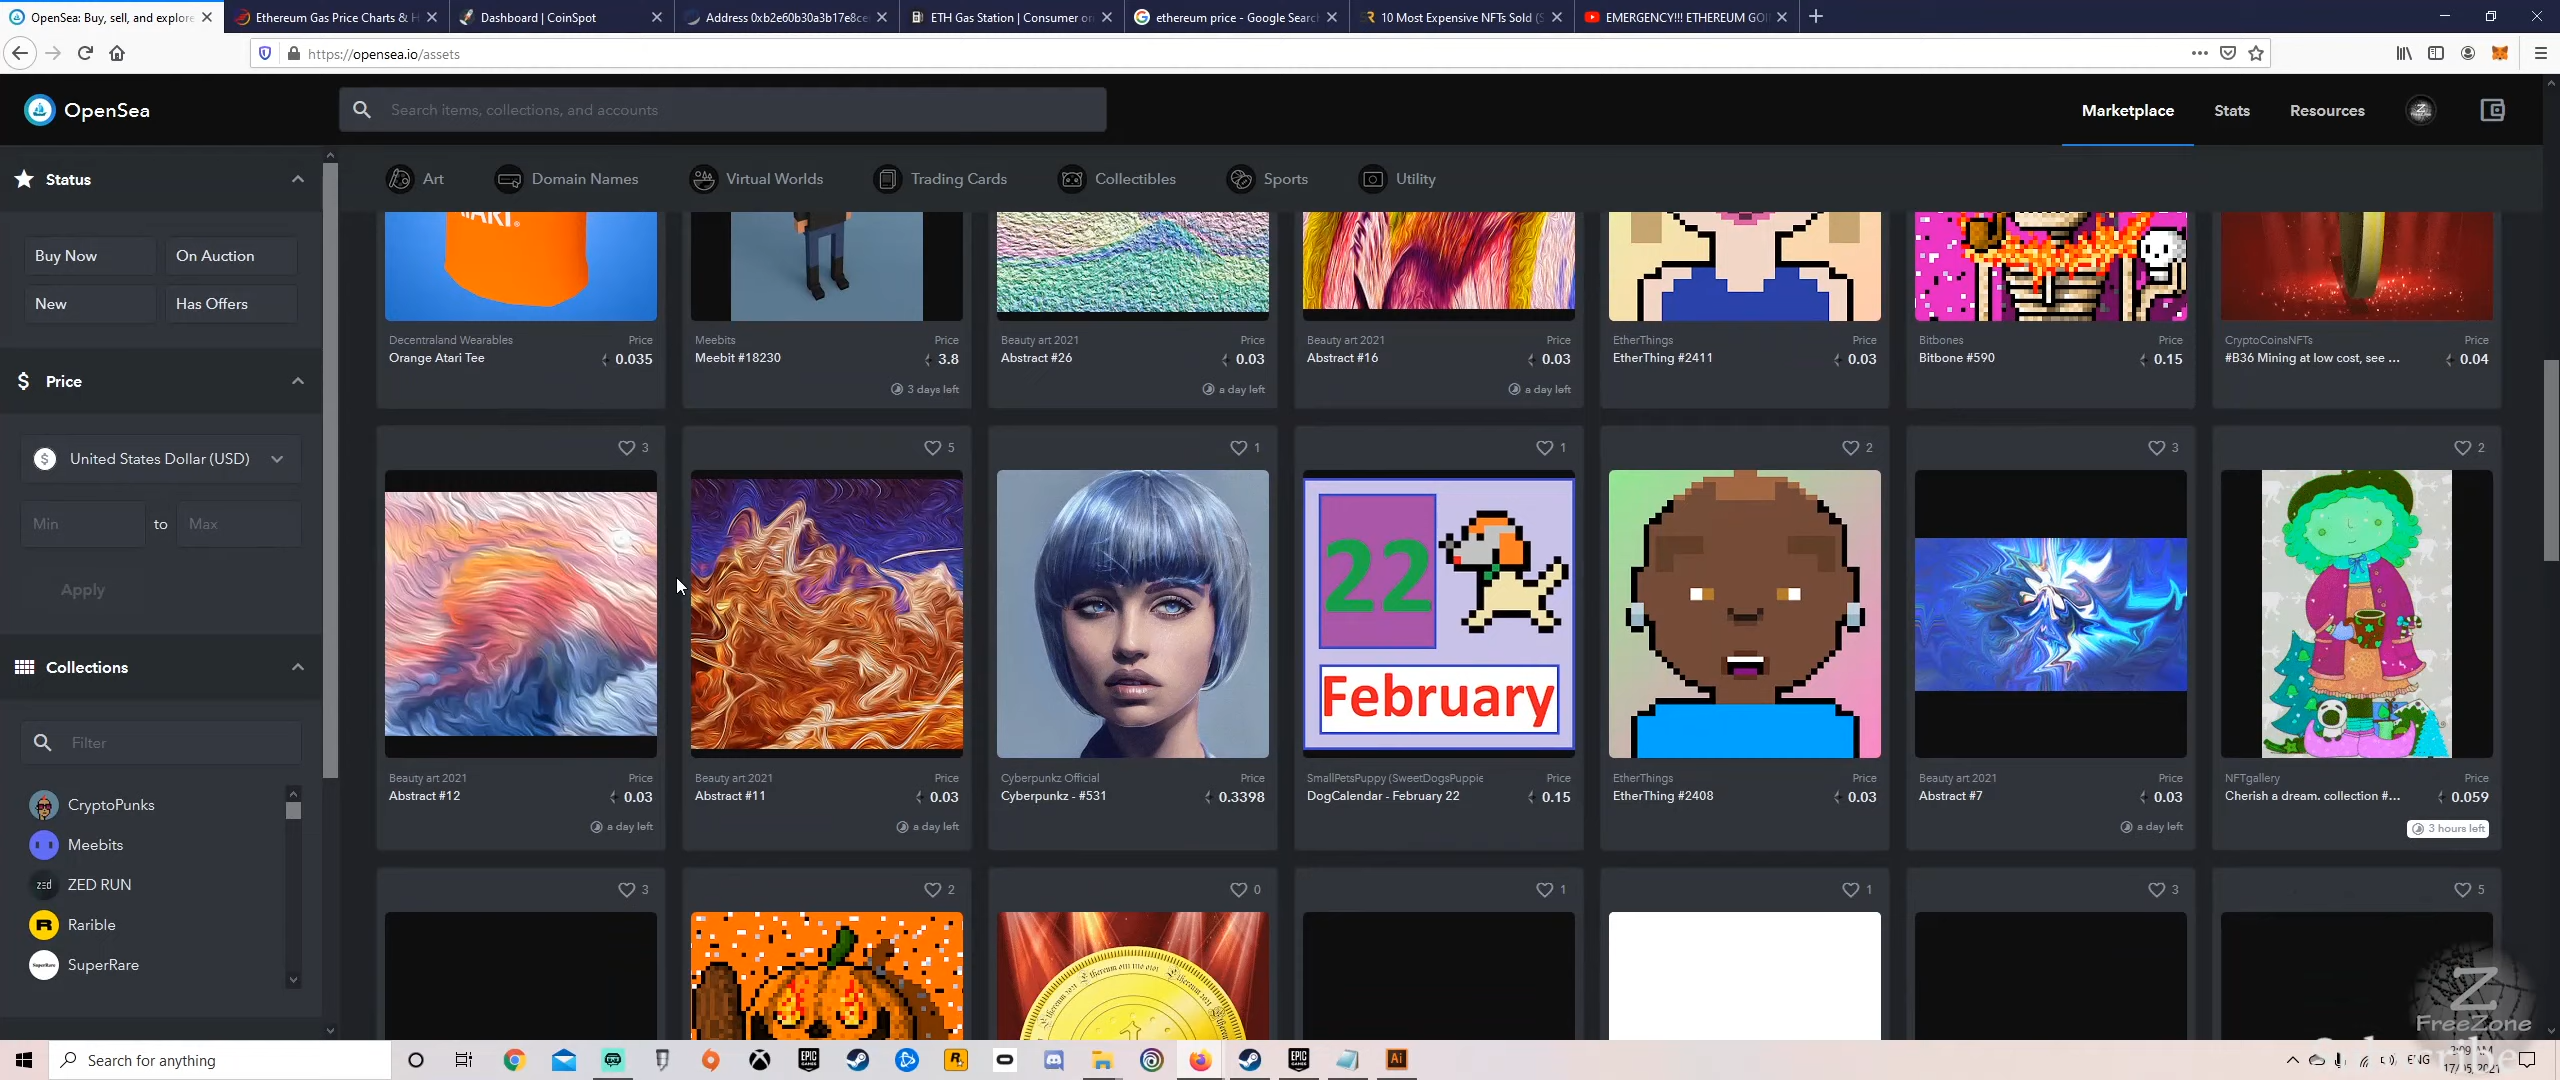 OpenSea: Buy, sell, and explore
Ethereum Gas Price Charts & H
Dashboard | CoinSpot
Address 0xb2e60b30a3b17e8ce
ETH Gas Station | Consumer or
ethereum price - Google Searc
10 Most Expensive NFTs Sold (S
EMERGENCY!!! ETHEREUM GOI
https://opensea.io/assets
OpenSea
Search items, collections, and accounts
Marketplace
Stats
Resources
Status
Art
Domain Names
Virtual Worlds
Trading Cards
Collectibles
Sports
Utility
Buy Now
On Auction
New
Has Offers
Price
United States Dollar (USD)
Min
to
Max
Apply
Collections
Filter
CryptoPunks
Meebits
ZED RUN
Rarible
SuperRare
Decentraland Wearables Price
Orange Atari Tee 0.035
Meebits Price
Meebit #18230 3.8
3 days left
Beauty art 2021 Price
Abstract #26 0.03
a day left
Beauty art 2021 Price
Abstract #16 0.03
a day left
EtherThings Price
EtherThing #2411 0.03
Bitbones Price
Bitbone #590 0.15
CryptoCoinsNFTs Price
#B36 Mining at low cost, see ... 0.04
3
5
1
1
2
3
2
22
February
Beauty art 2021 Price
Abstract #12 0.03
a day left
Beauty art 2021 Price
Abstract #11 0.03
a day left
Cyberpunkz Official Price
Cyberpunkz - #531 0.3398
SmallPetsPuppy (SweetDogsPuppie Price
DogCalendar - February 22 0.15
EtherThings Price
EtherThing #2408 0.03
Beauty art 2021 Price
Abstract #7 0.03
a day left
NFTgallery Price
Cherish a dream. collection #... 0.059
3 hours left
3
2
0
1
1
3
5
Z
FreeZone
Search for anything
ENG